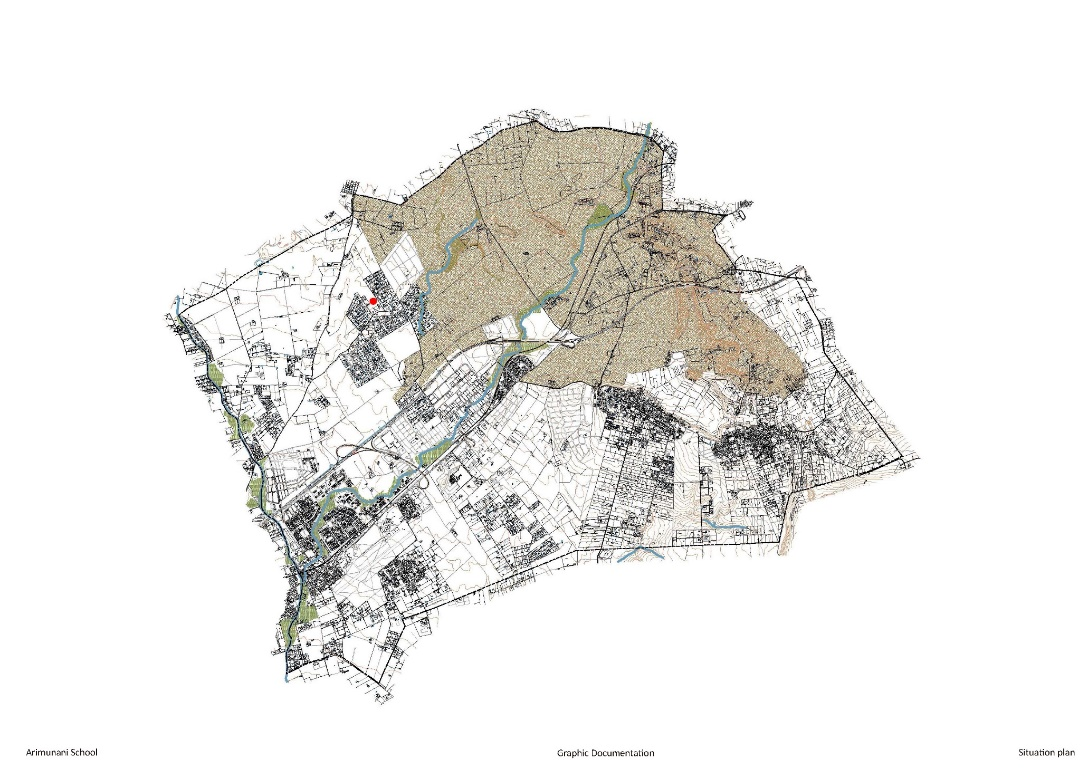 Arimunani School
Graphic Documentation
Situation plan